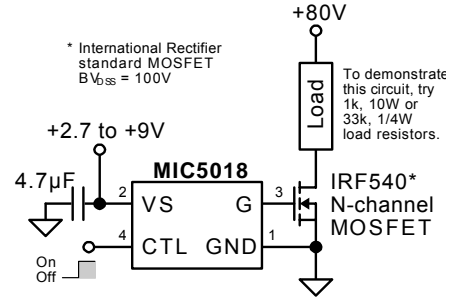 +80V
* International Rectifier
standard MOSFET
BVDSS = 100V
Load
To demonstrate
this circuit, try
1k, 10W or
33k, 1/4W
load resistors.
+2.7 to +9V
MIC5018
4.7µF
2
VS
G
3
IRF540*
N-channel
MOSFET
4
CTL
GND
1
On
Off